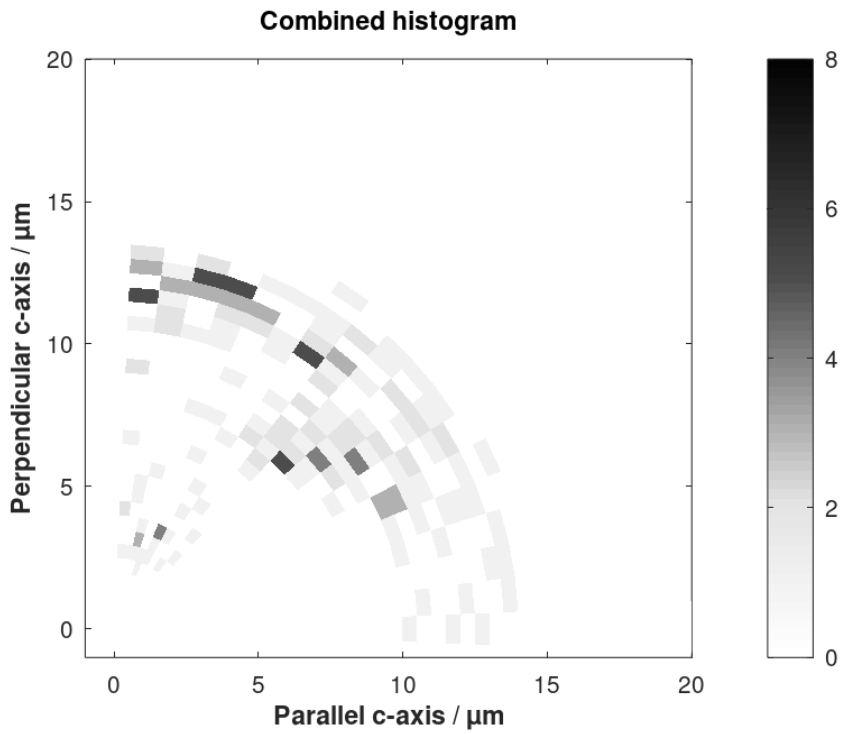 Combined histogram
20
15
10
5
0
0 5 10 15 20
Perpendicular c-axis / µm
Parallel c-axis / µm
8
6
4
2
0